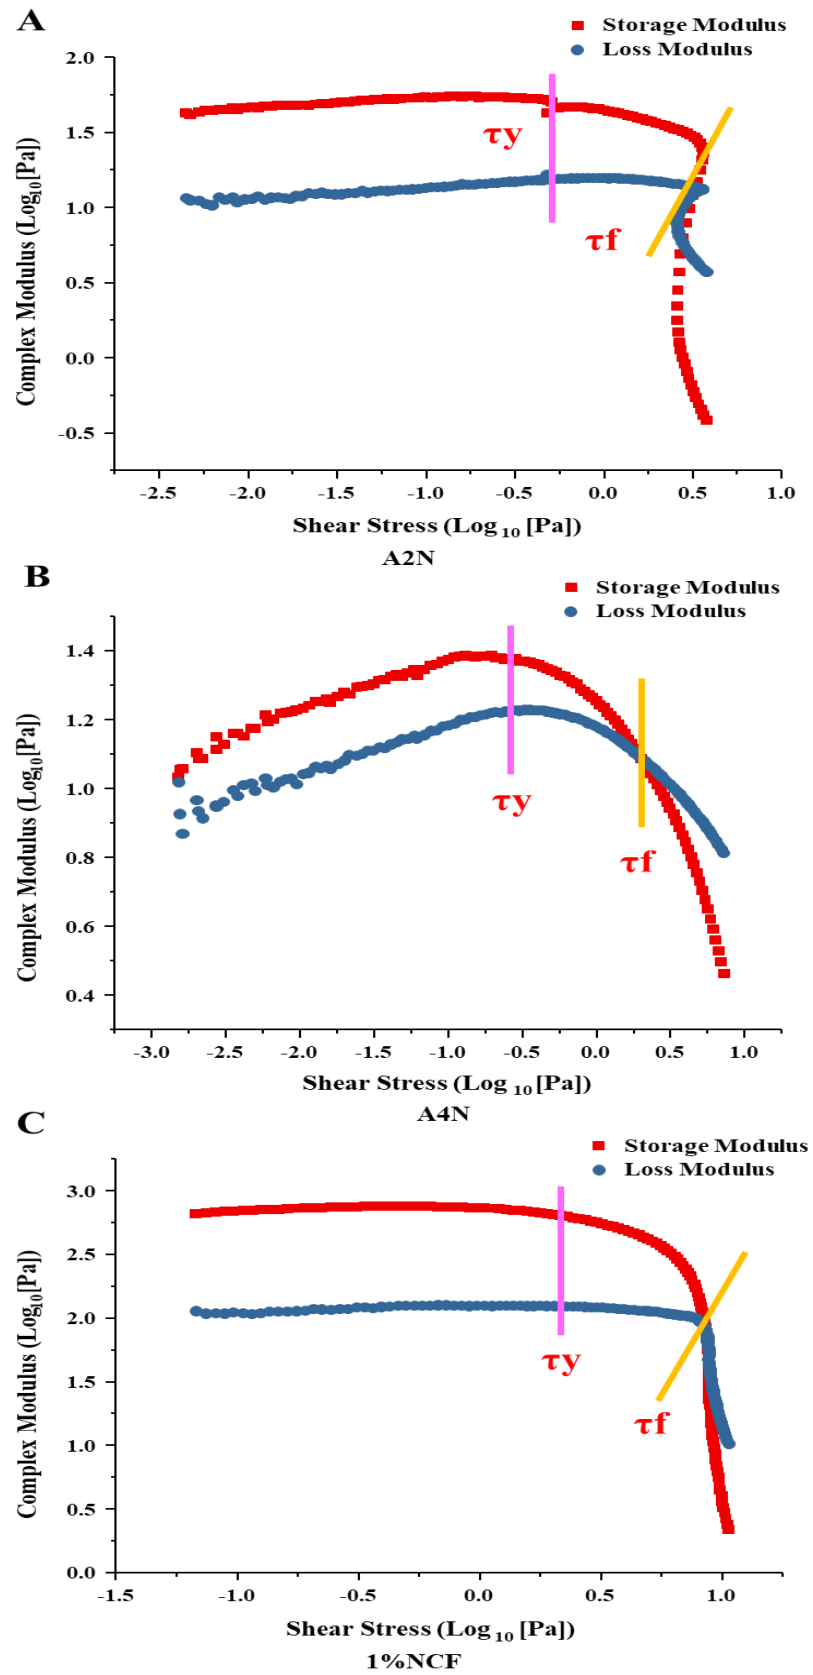 A
Storage Modulus
Loss Modulus
Complex Modulus (Log10[Pa])
2.0
1.5
1.0
0.5
0.0
-0.5
τy
τf
-2.5 -2.0 -1.5 -1.0 -0.5 0.0 0.5 1.0
Shear Stress (Log 10 [Pa])
A2N
B
Storage Modulus
Loss Modulus
Complex Modulus (Log10[Pa])
1.4
1.2
1.0
0.8
0.6
0.4
τy
τf
-3.0 -2.5 -2.0 -1.5 -1.0 -0.5 0.0 0.5 1.0
Shear Stress (Log 10 [Pa])
A4N
C
Storage Modulus
Loss Modulus
Complex Modulus (Log10[Pa])
3.0
2.5
2.0
1.5
1.0
0.5
0.0
τy
τf
-1.5 -1.0 -0.5 0.0 0.5 1.0
Shear Stress (Log 10 [Pa])
1%NCF